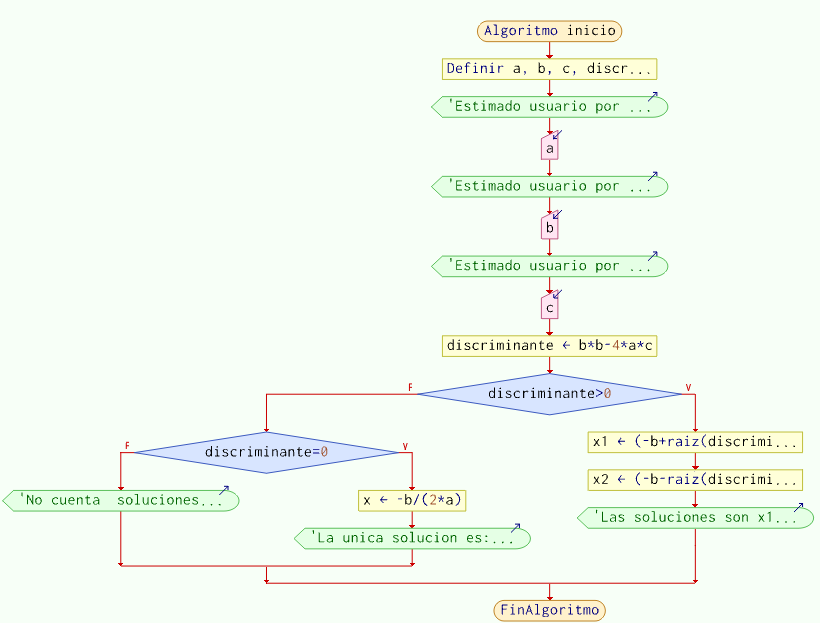 Algoritmo inicio
Definir a, b, c, discr...
'Estimado usuario por ...
a
'Estimado usuario por ...
b
'Estimado usuario por ...
c
discriminante ← b*b-4*a*c
F
discriminante>0
V
F
discriminante=0
V
x1 ← (-b+raiz(discrimi...
x2 ← (-b-raiz(discrimi...
'No cuenta  soluciones...
x ← -b/(2*a)
'Las soluciones son x1...
'La unica solucion es:...
FinAlgoritmo